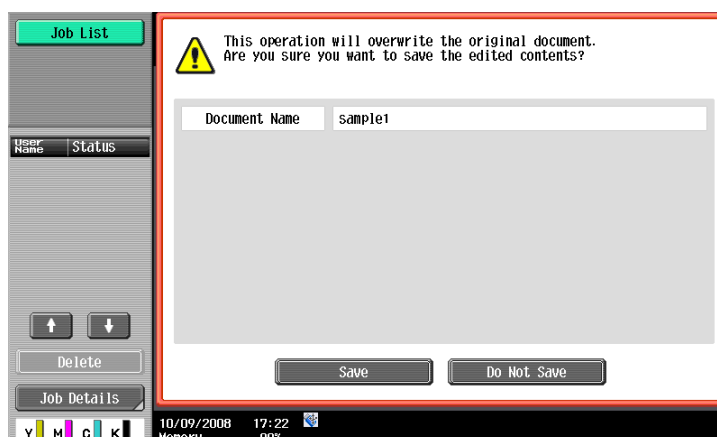 Job List
This operation will overwrite the original document.
Are you sure you want to save the edited contents?
Document Name
sample1
User Name
Status
Delete
Save
Do Not Save
Job Details
10/09/2008 17:22
Y M C K
Memory